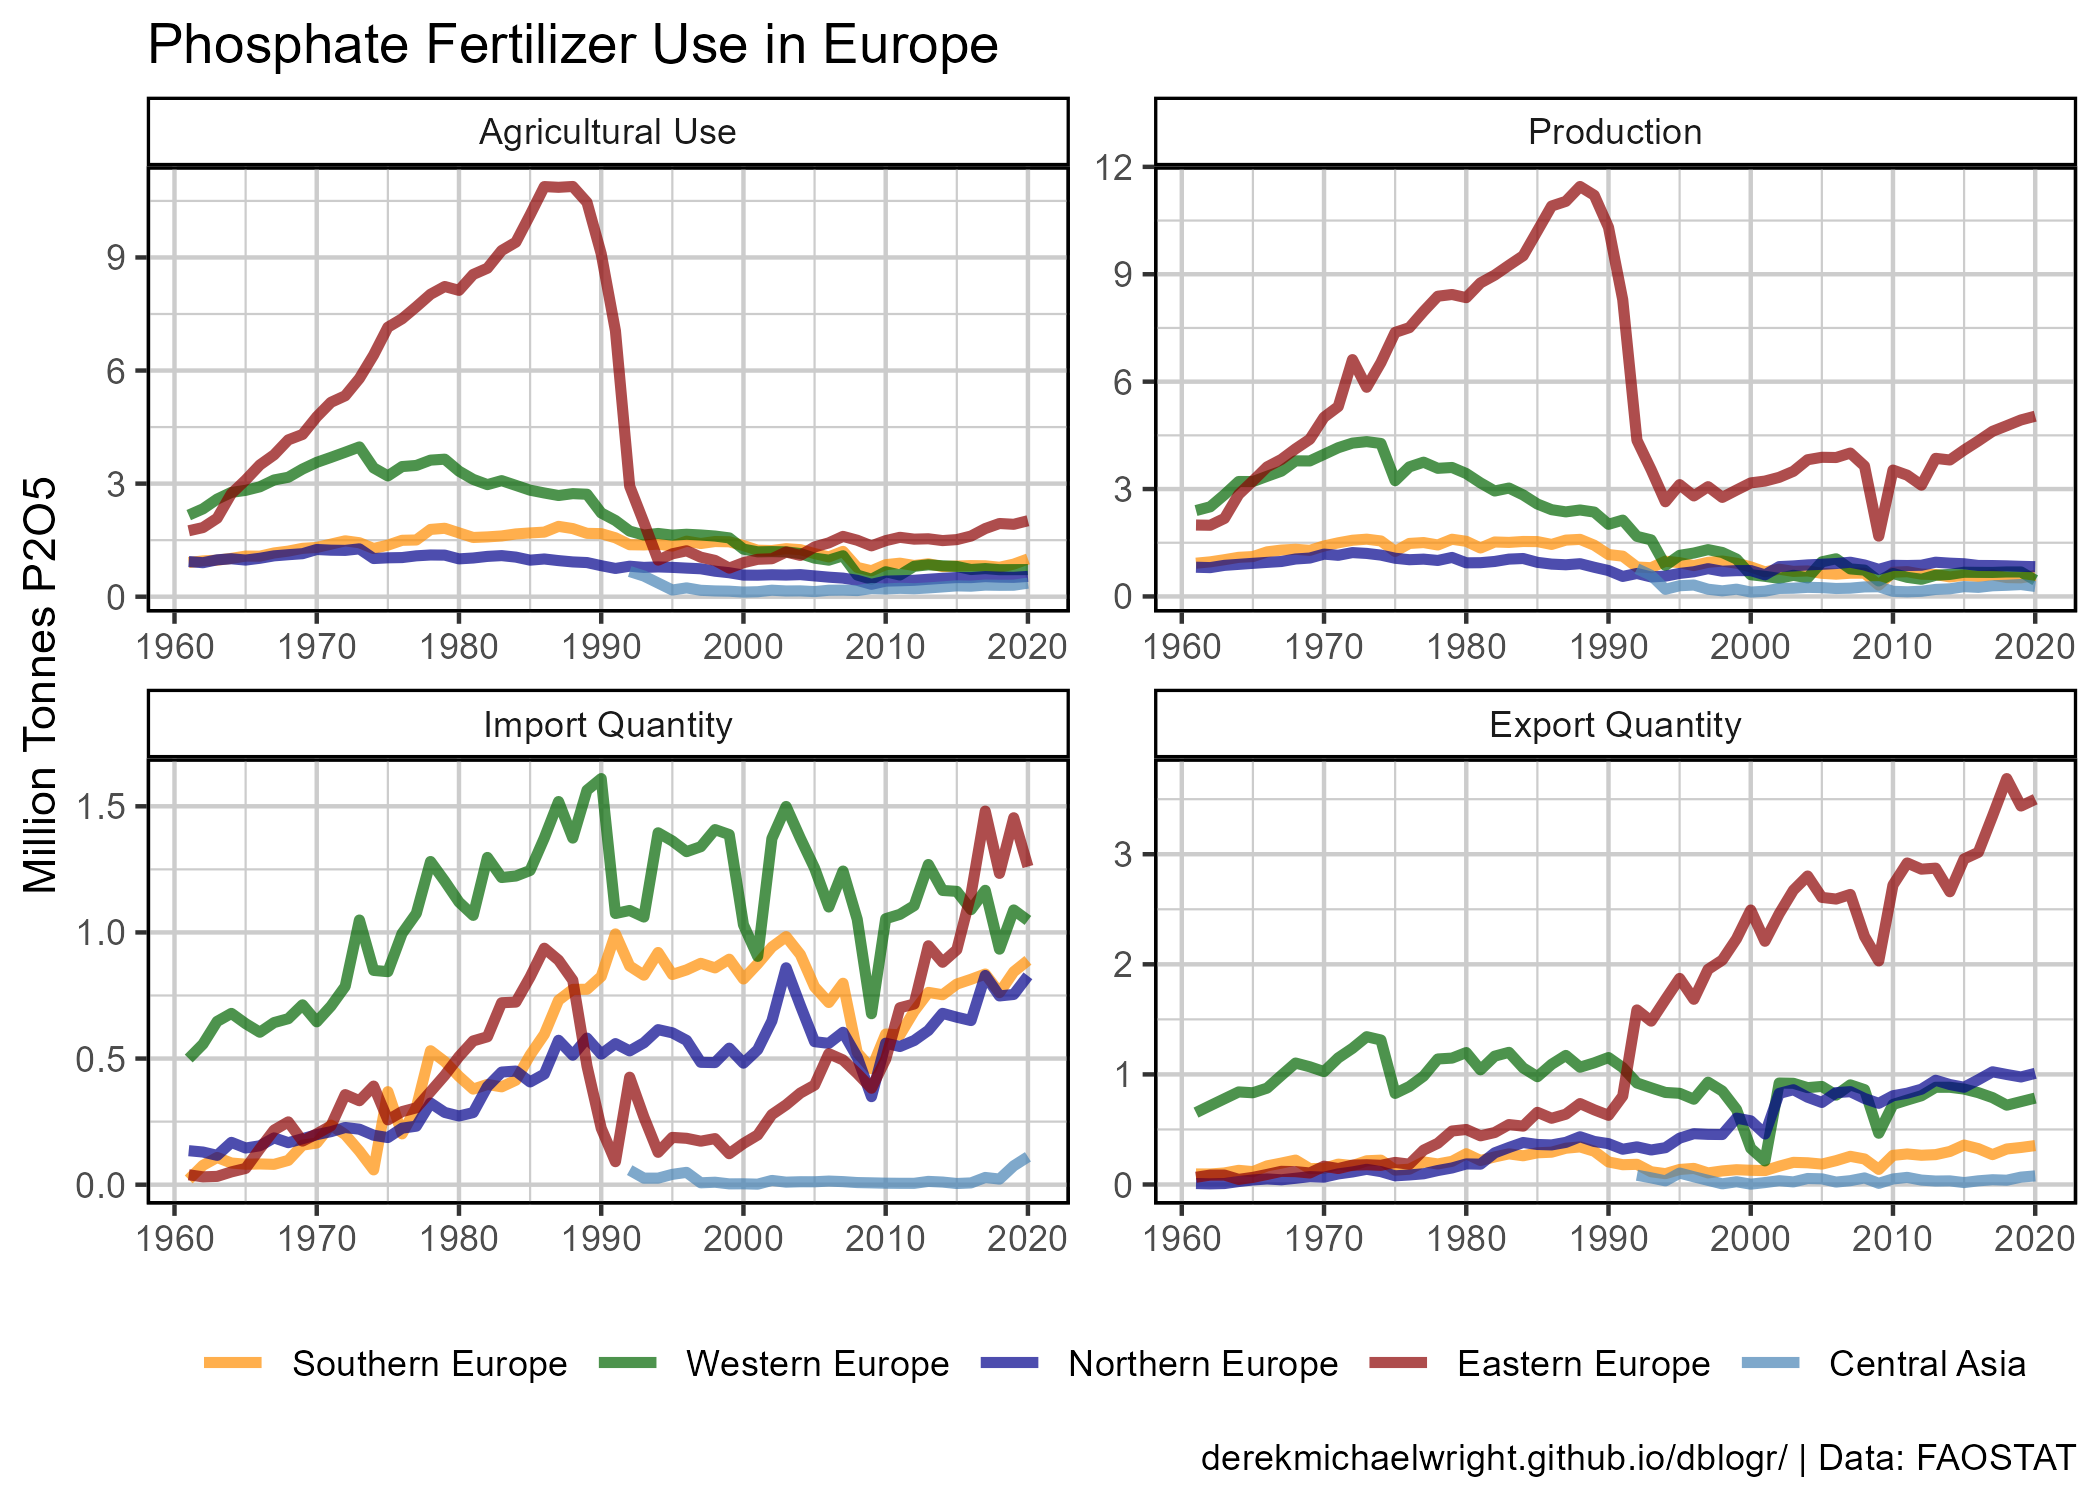 Phosphate Fertilizer Use in Europe
Million Tonnes P2O5
Agricultural Use
9
6
3
0
1960 1970 1980 1990 2000 2010 2020
Production
12
9
6
3
0
1960 1970 1980 1990 2000 2010 2020
Import Quantity
1.5
1.0
0.5
0.0
1960 1970 1980 1990 2000 2010 2020
Export Quantity
3
2
1
0
1960 1970 1980 1990 2000 2010 2020
Southern Europe Western Europe Northern Europe Eastern Europe Central Asia
derekmichaelwright.github.io/dblogr/ | Data: FAOSTAT